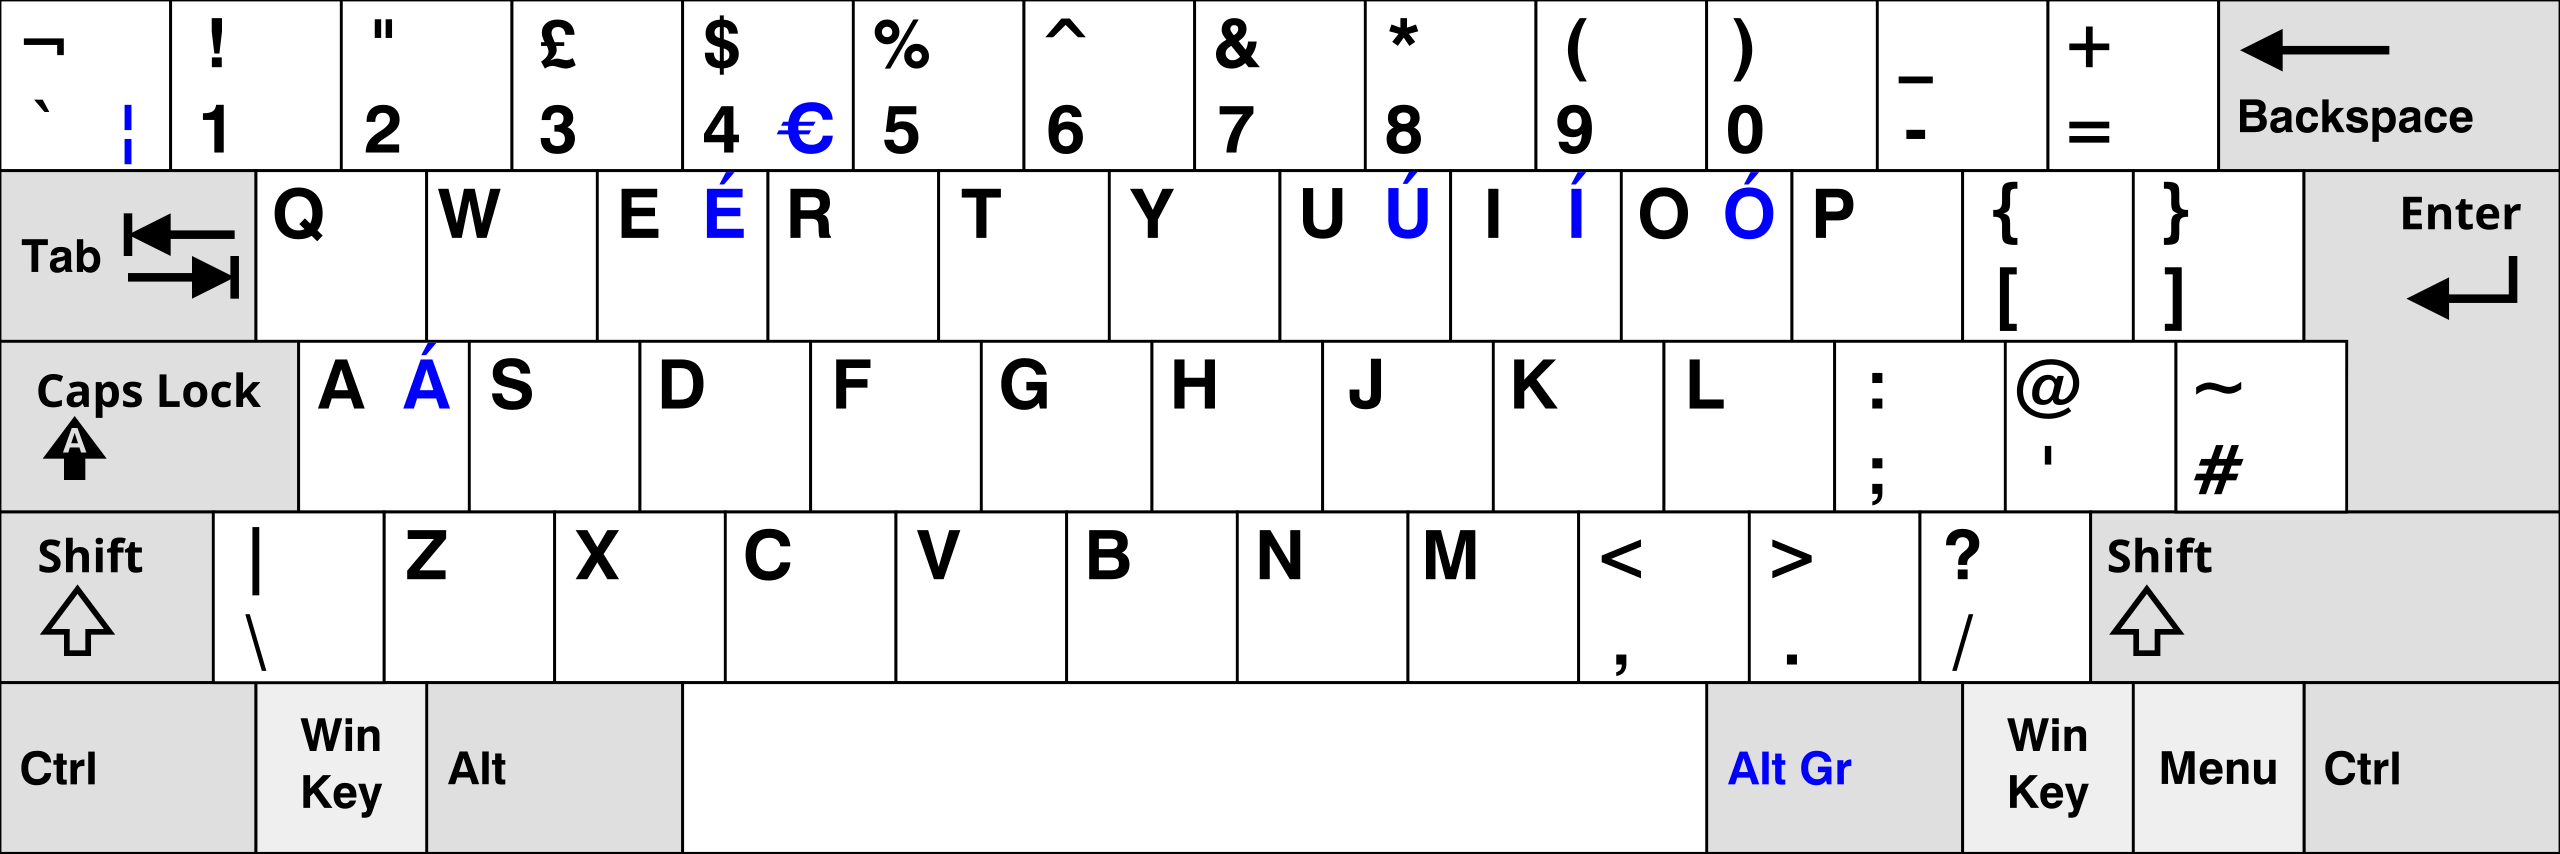 ¬ ! " £ $ % ^ & * ( ) _ +
` ¦ 1 2 3 4 € 5 6 7 8 9 0 - = Backspace
Tab Q W E É R T Y U Ú I Í O Ó P { } Enter
[ ]
Caps Lock A Á S D F G H J K L : @ ~
A ; ' #
Shift | Z X C V B N M < > ? Shift
\ , . /
Ctrl Win Key Alt Alt Gr Win Key Menu Ctrl